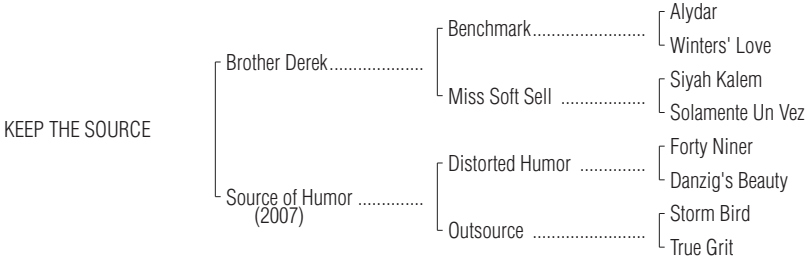 Alydar
Benchmark........................
Winters' Love
Brother Derek....................
Siyah Kalem
Miss Soft Sell ..................
Solamente Un Vez
KEEP THE SOURCE
Forty Niner
Distorted Humor ..............
Danzig's Beauty
Source of Humor ..............
(2007)
Storm Bird
Outsource ........................
True Grit